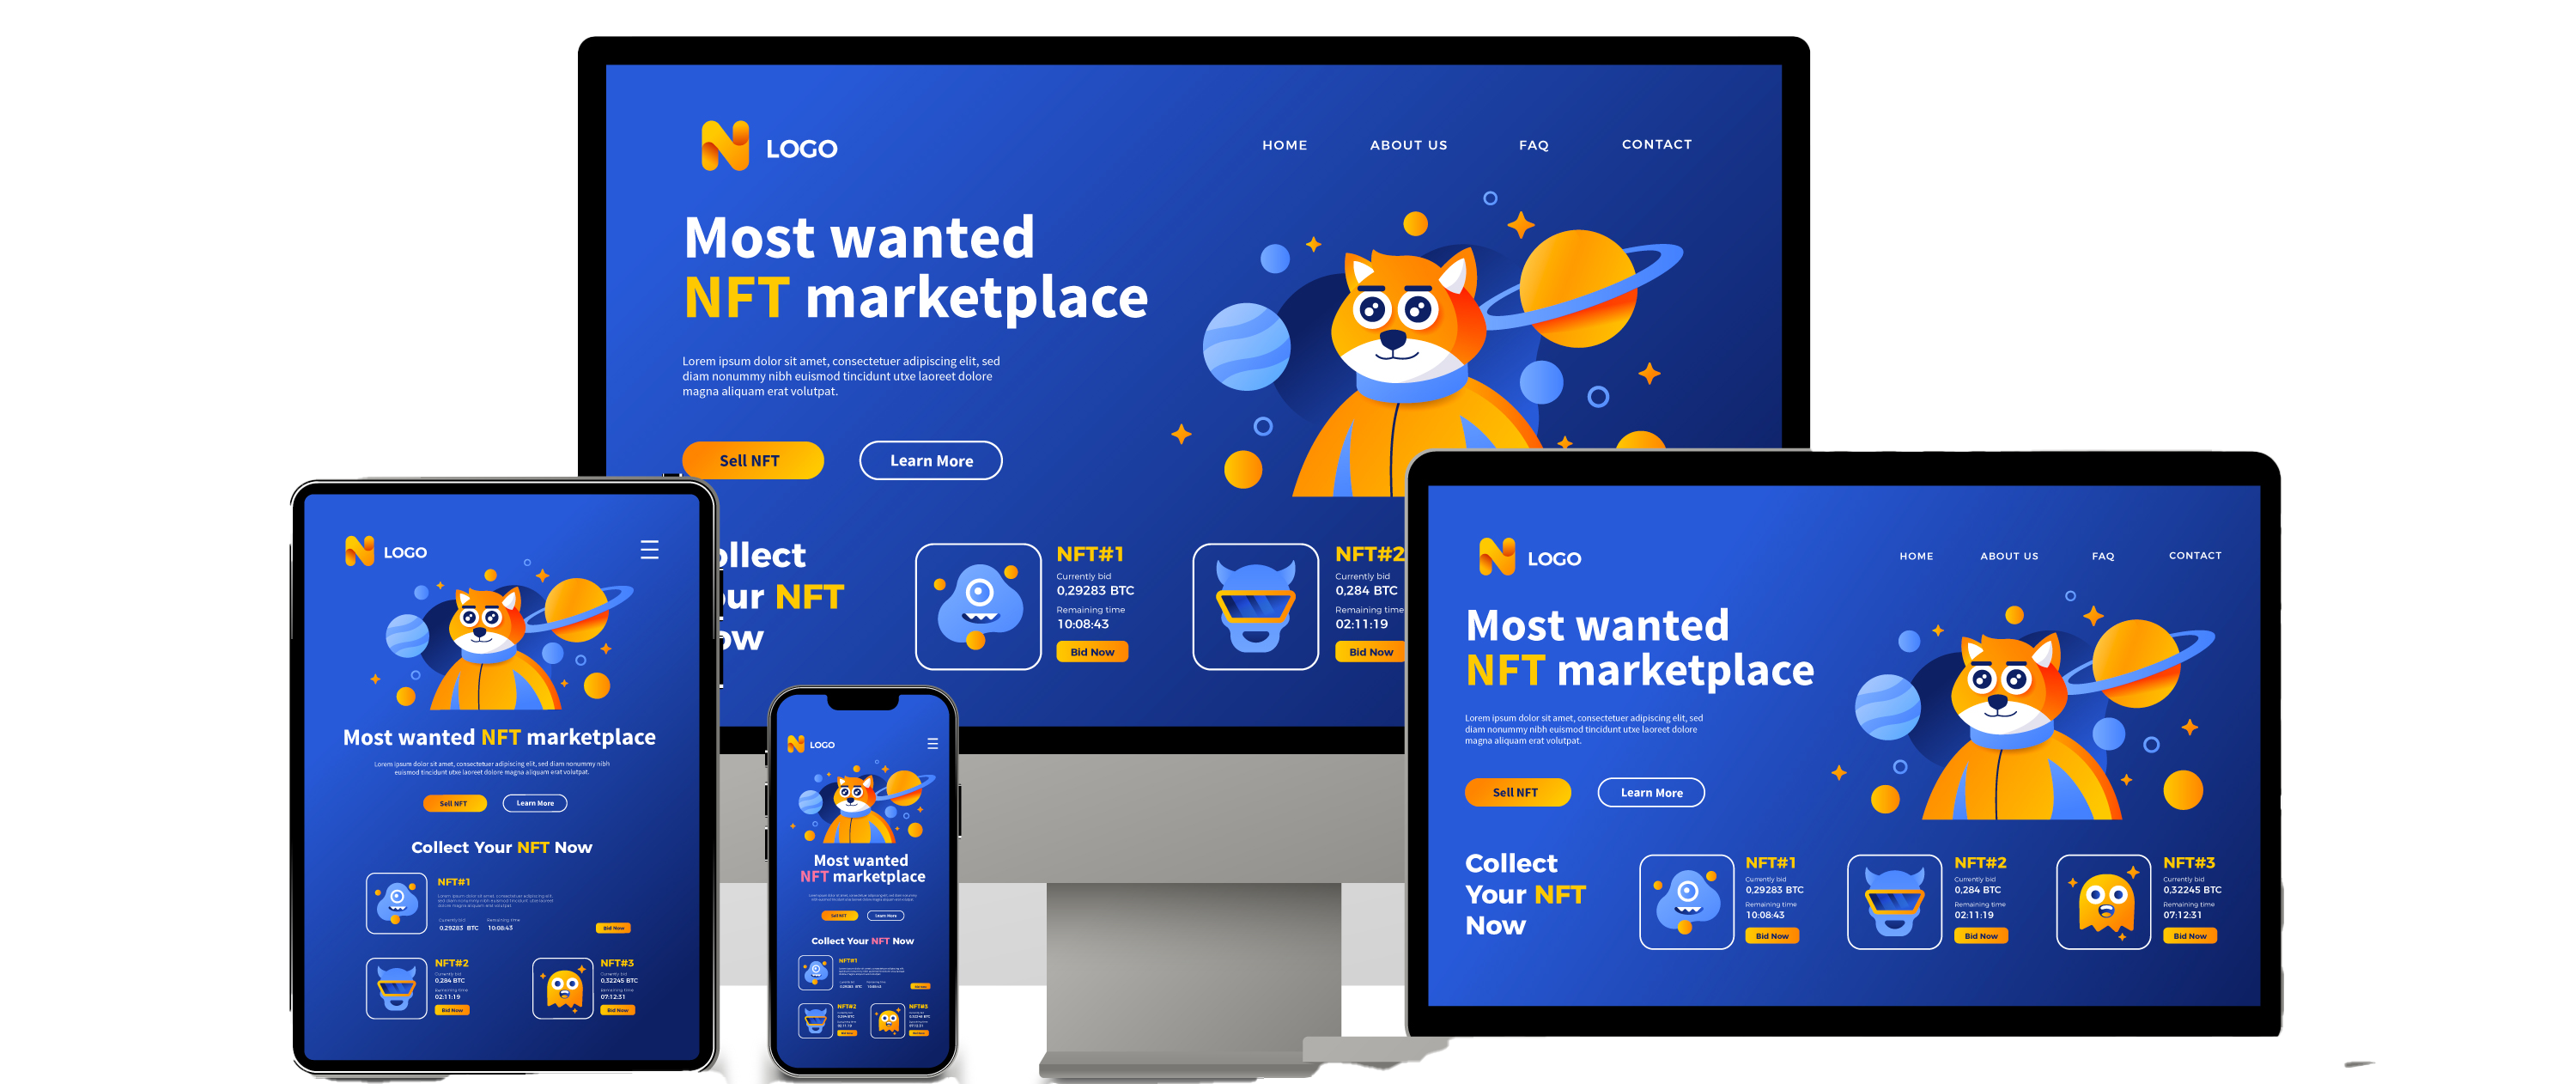 LOGO
HOME
ABOUT US
FAQ
CONTACT
Most wanted
NFT marketplace
Lorem ipsum dolor sit amet, consectetuer adipiscing elit, sed
diam nonummy nibh euismod tincidunt utxe laoreet dolore
magna aliquam erat volutpat.
Sell NFT
Learn More
ollect
ur NFT
ow
NFT#1
Currently bid
0,29283 BTC
Remaining time
10:08:43
Bid Now
NFT#2
Currently bid
0,284 BTC
Remaining time
02:11:19
Bid Now
LOGO
Most wanted NFT marketplace
Lorem ipsum dolor sit amet, consectetuer adipiscing elit, sed diam nonummy nibh
euismod tincidunt utxe laoreet dolore magna aliquam erat volutpat.
Sell NFT
Learn More
Collect Your NFT Now
NFT#1
Currently bid
Remaining time
0,29283 BTC
10:08:43
Bid Now
NFT#2
Currently bid
0,284 BTC
Remaining time
02:11:19
Bid Now
NFT#3
Currently bid
0,32245 BTC
Remaining time
07:12:31
Bid Now
LOGO
Most wanted
NFT marketplace
Sell NFT
Learn More
Collect Your NFT Now
NFT#1
NFT#2
NFT#3
LOGO
HOME
ABOUT US
FAQ
CONTACT
Most wanted
NFT marketplace
Lorem ipsum dolor sit amet, consectetuer adipiscing elit, sed
diam nonummy nibh euismod tincidunt utxe laoreet dolore
magna aliquam erat volutpat.
Sell NFT
Learn More
Collect
Your NFT
Now
NFT#1
Currently bid
0,29283 BTC
Remaining time
10:08:43
Bid Now
NFT#2
Currently bid
0,284 BTC
Remaining time
02:11:19
Bid Now
NFT#3
Currently bid
0,32245 BTC
Remaining time
07:12:31
Bid Now